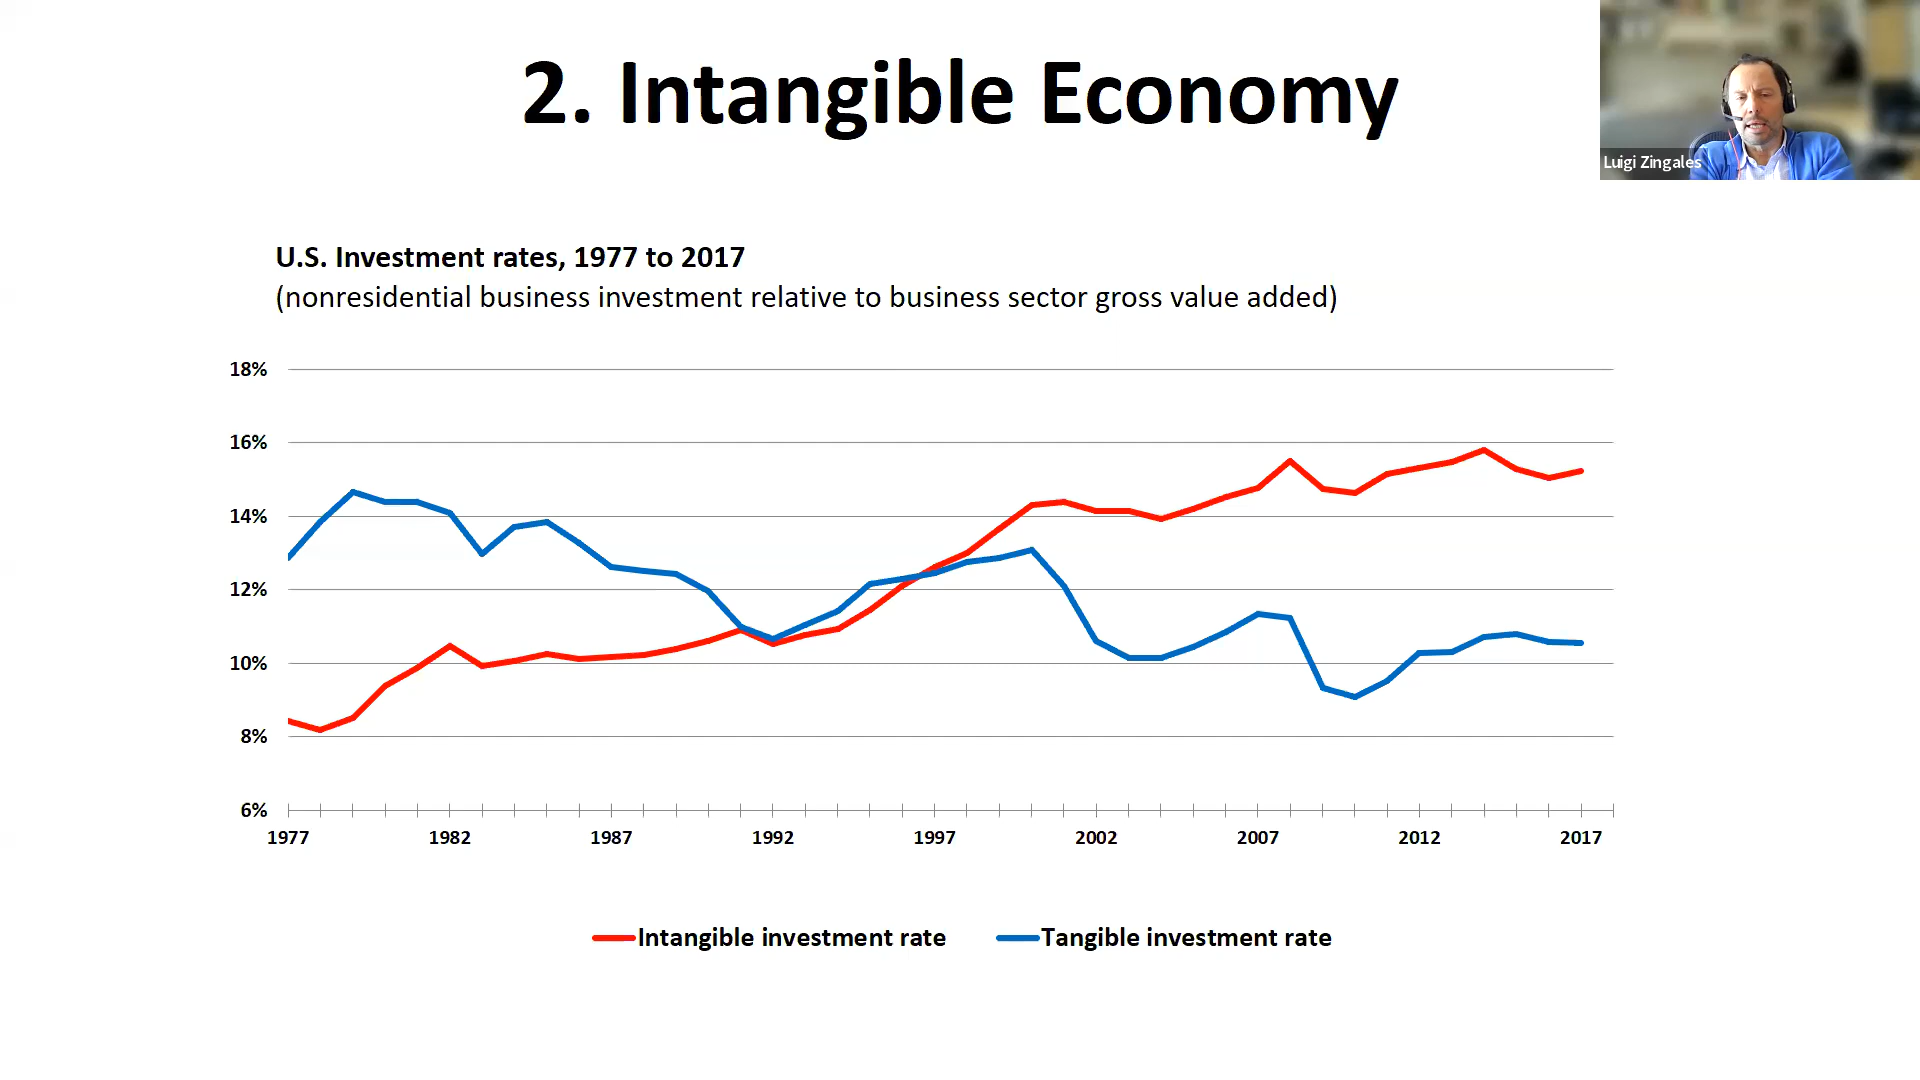 2. Intangible Economy
Luigi Zingales
U.S. Investment rates, 1977 to 2017
(nonresidential business investment relative to business sector gross value added)
18%
16%
14%
12%
10%
8%
6%
1977 1982 1987 1992 1997 2002 2007 2012 2017
Intangible investment rate Tangible investment rate